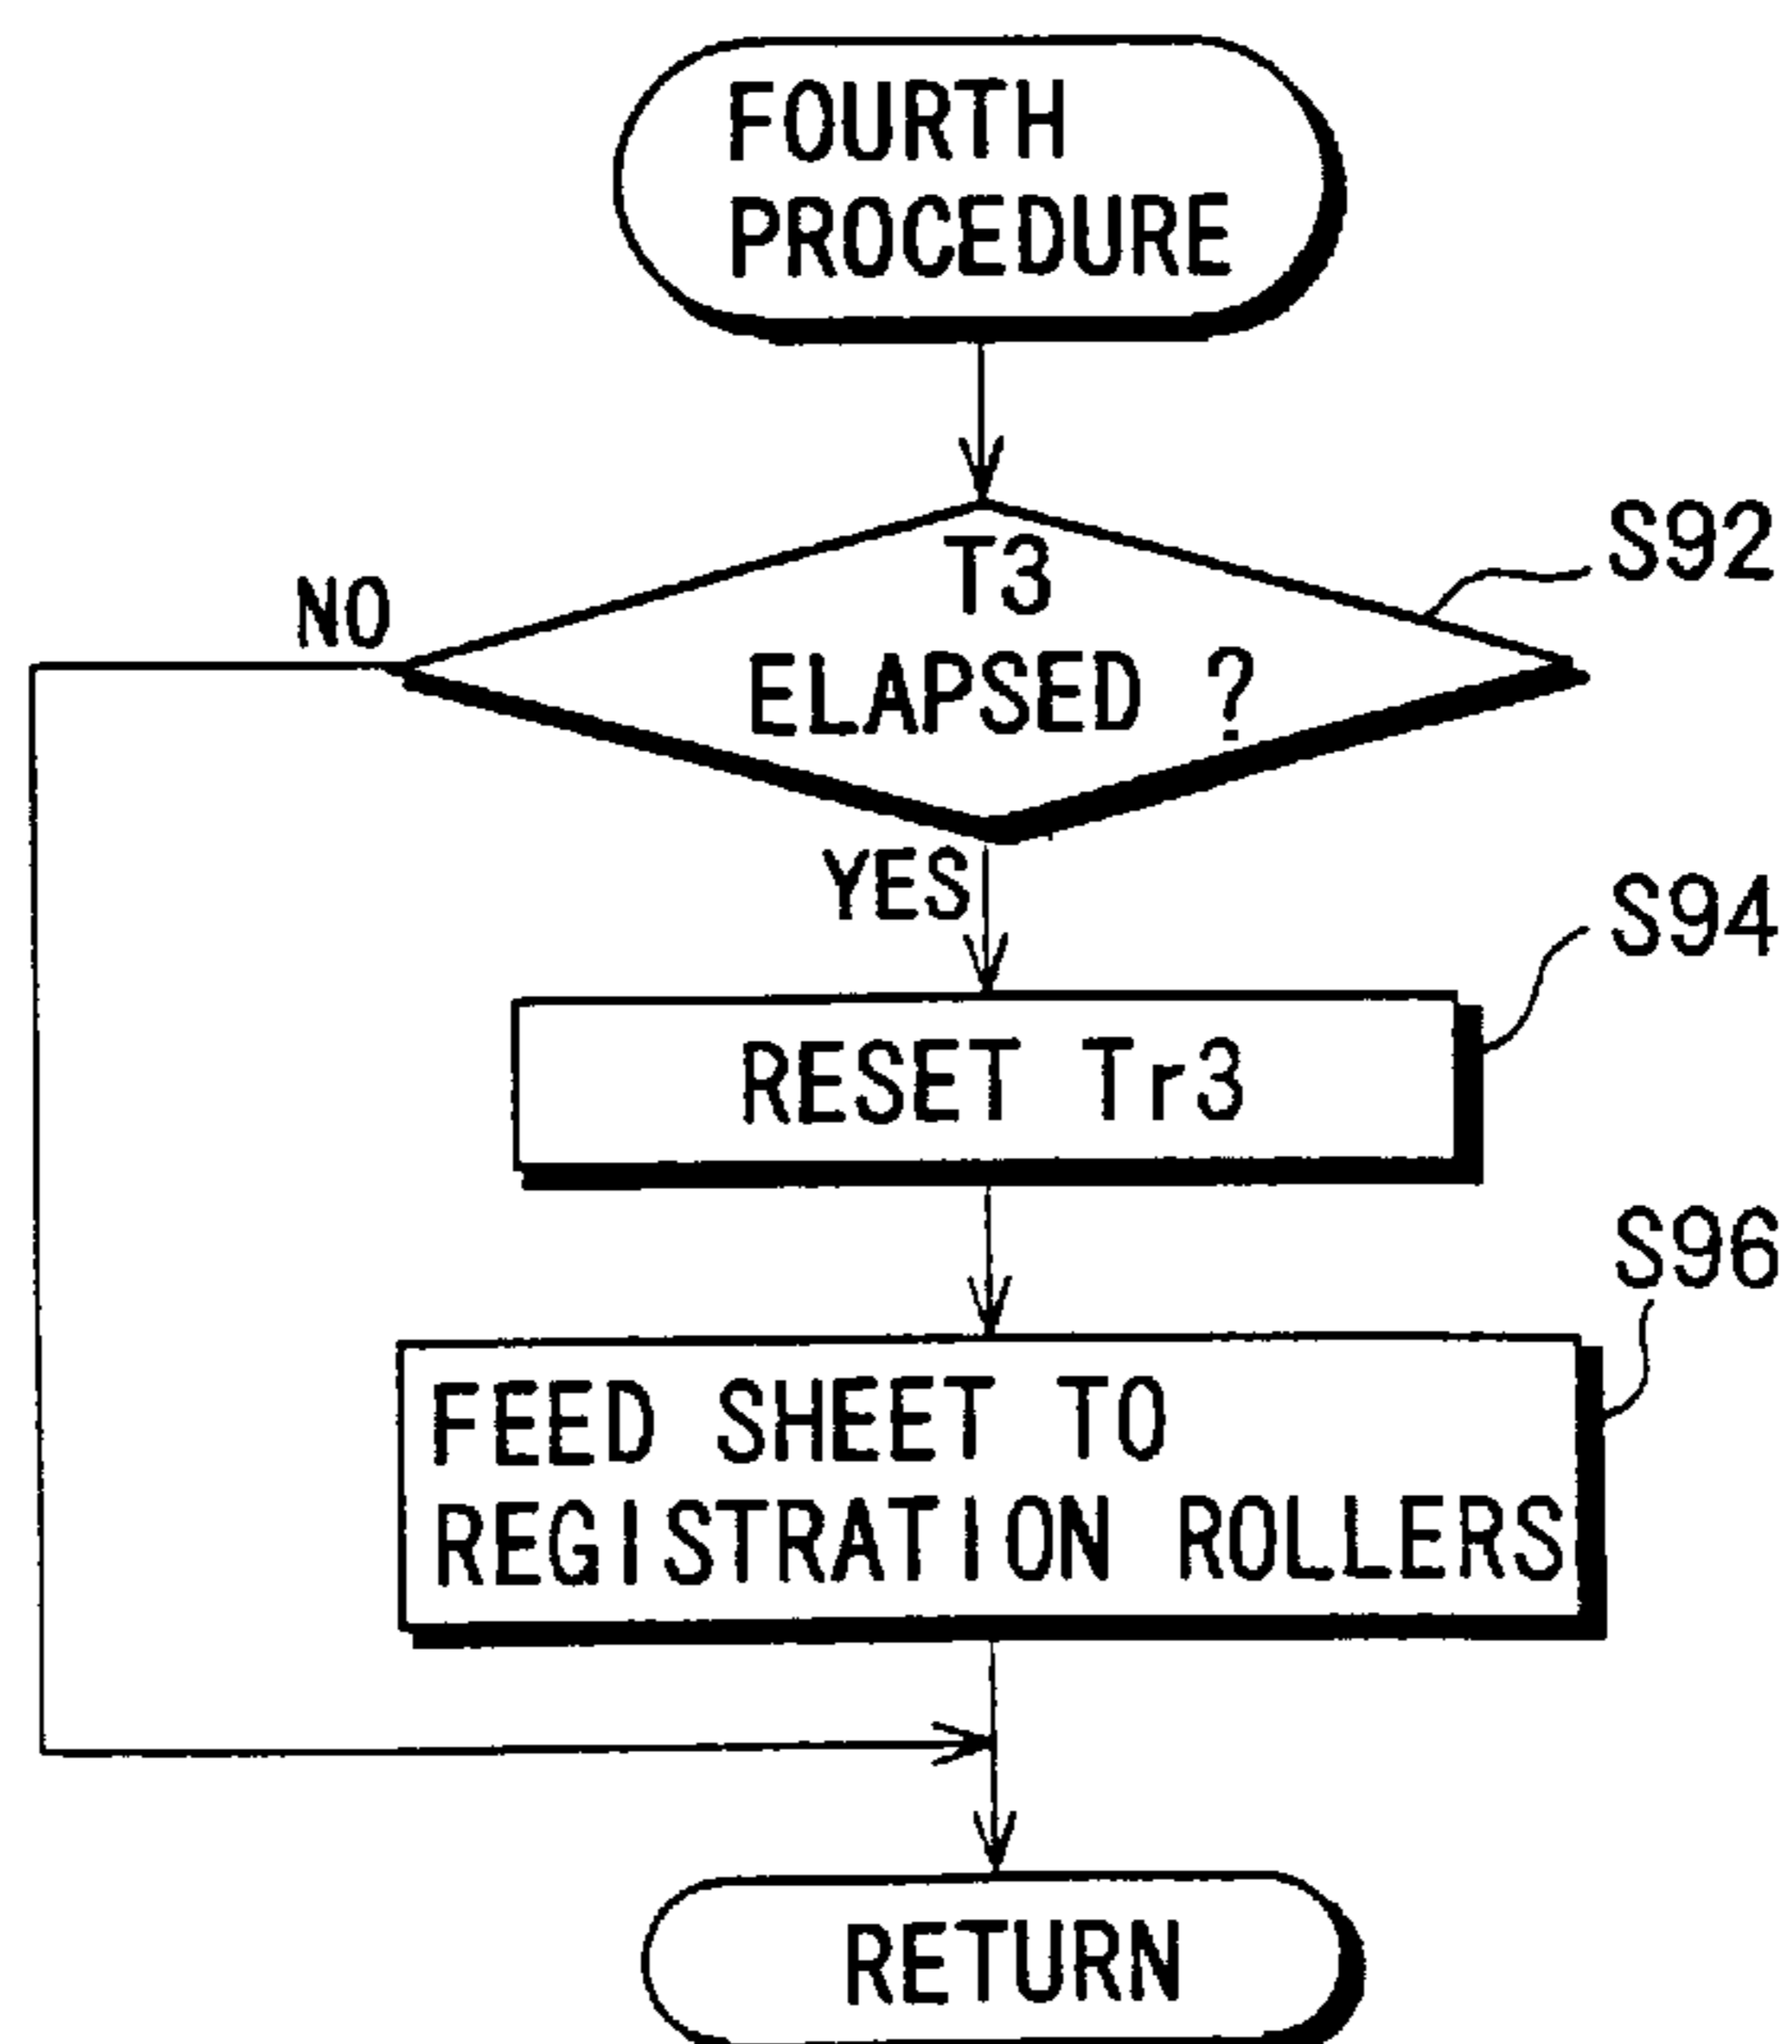 FOURTH
PROCEDURE
S92
T3
ELAPSED ?
NO
YES
S94
RESET Tr3
S96
FEED SHEET TO
REGISTRATION ROLLERS
RETURN